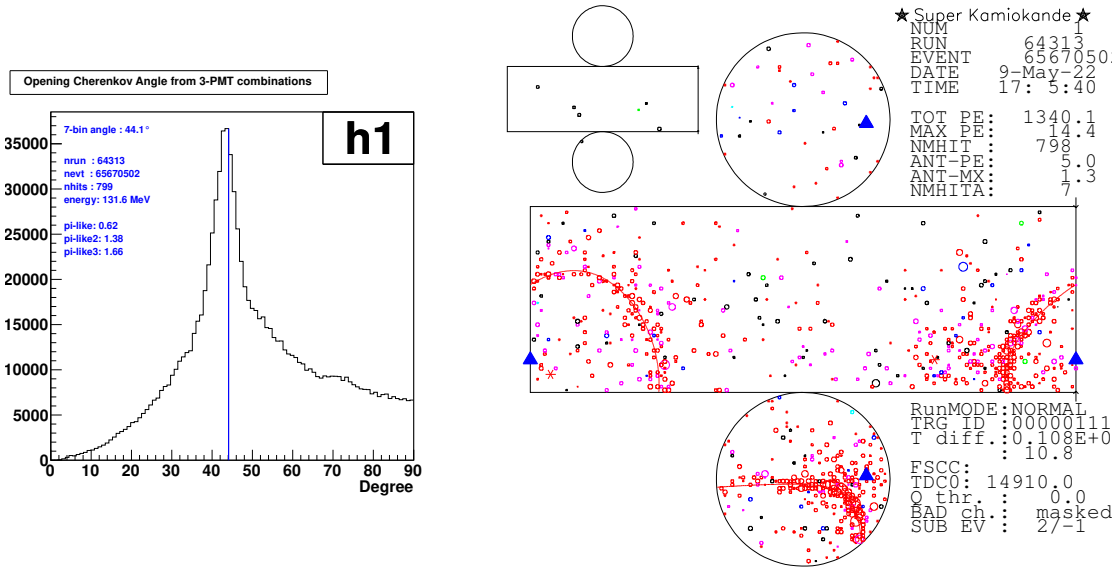 Opening Cherenkov Angle from 3-PMT combinations
h1
7-bin angle : 44.1°
nrun : 64313
nevt : 65670502
nhits : 799
energy: 131.6 MeV
pi-like: 0.62
pi-like2: 1.38
pi-like3: 1.66
35000
30000
25000
20000
15000
10000
5000
0
0 10 20 30 40 50 60 70 80 90
Degree
★ Super Kamiokande ★
NUM 1
RUN 64313
EVENT 65670502
DATE 9-May-22
TIME 17: 5:40
TOT PE: 1340.1
MAX PE: 14.4
NMHIT : 798
ANT-PE: 5.0
ANT-MX: 1.3
NMHITA: 7
RunMODE:NORMAL
TRG ID :00000111
T diff.:0.108E+0
: 10.8
FSCC:
TDC0: 14910.0
Q thr. : 0.0
BAD ch.: masked
SUB EV : 2/-1